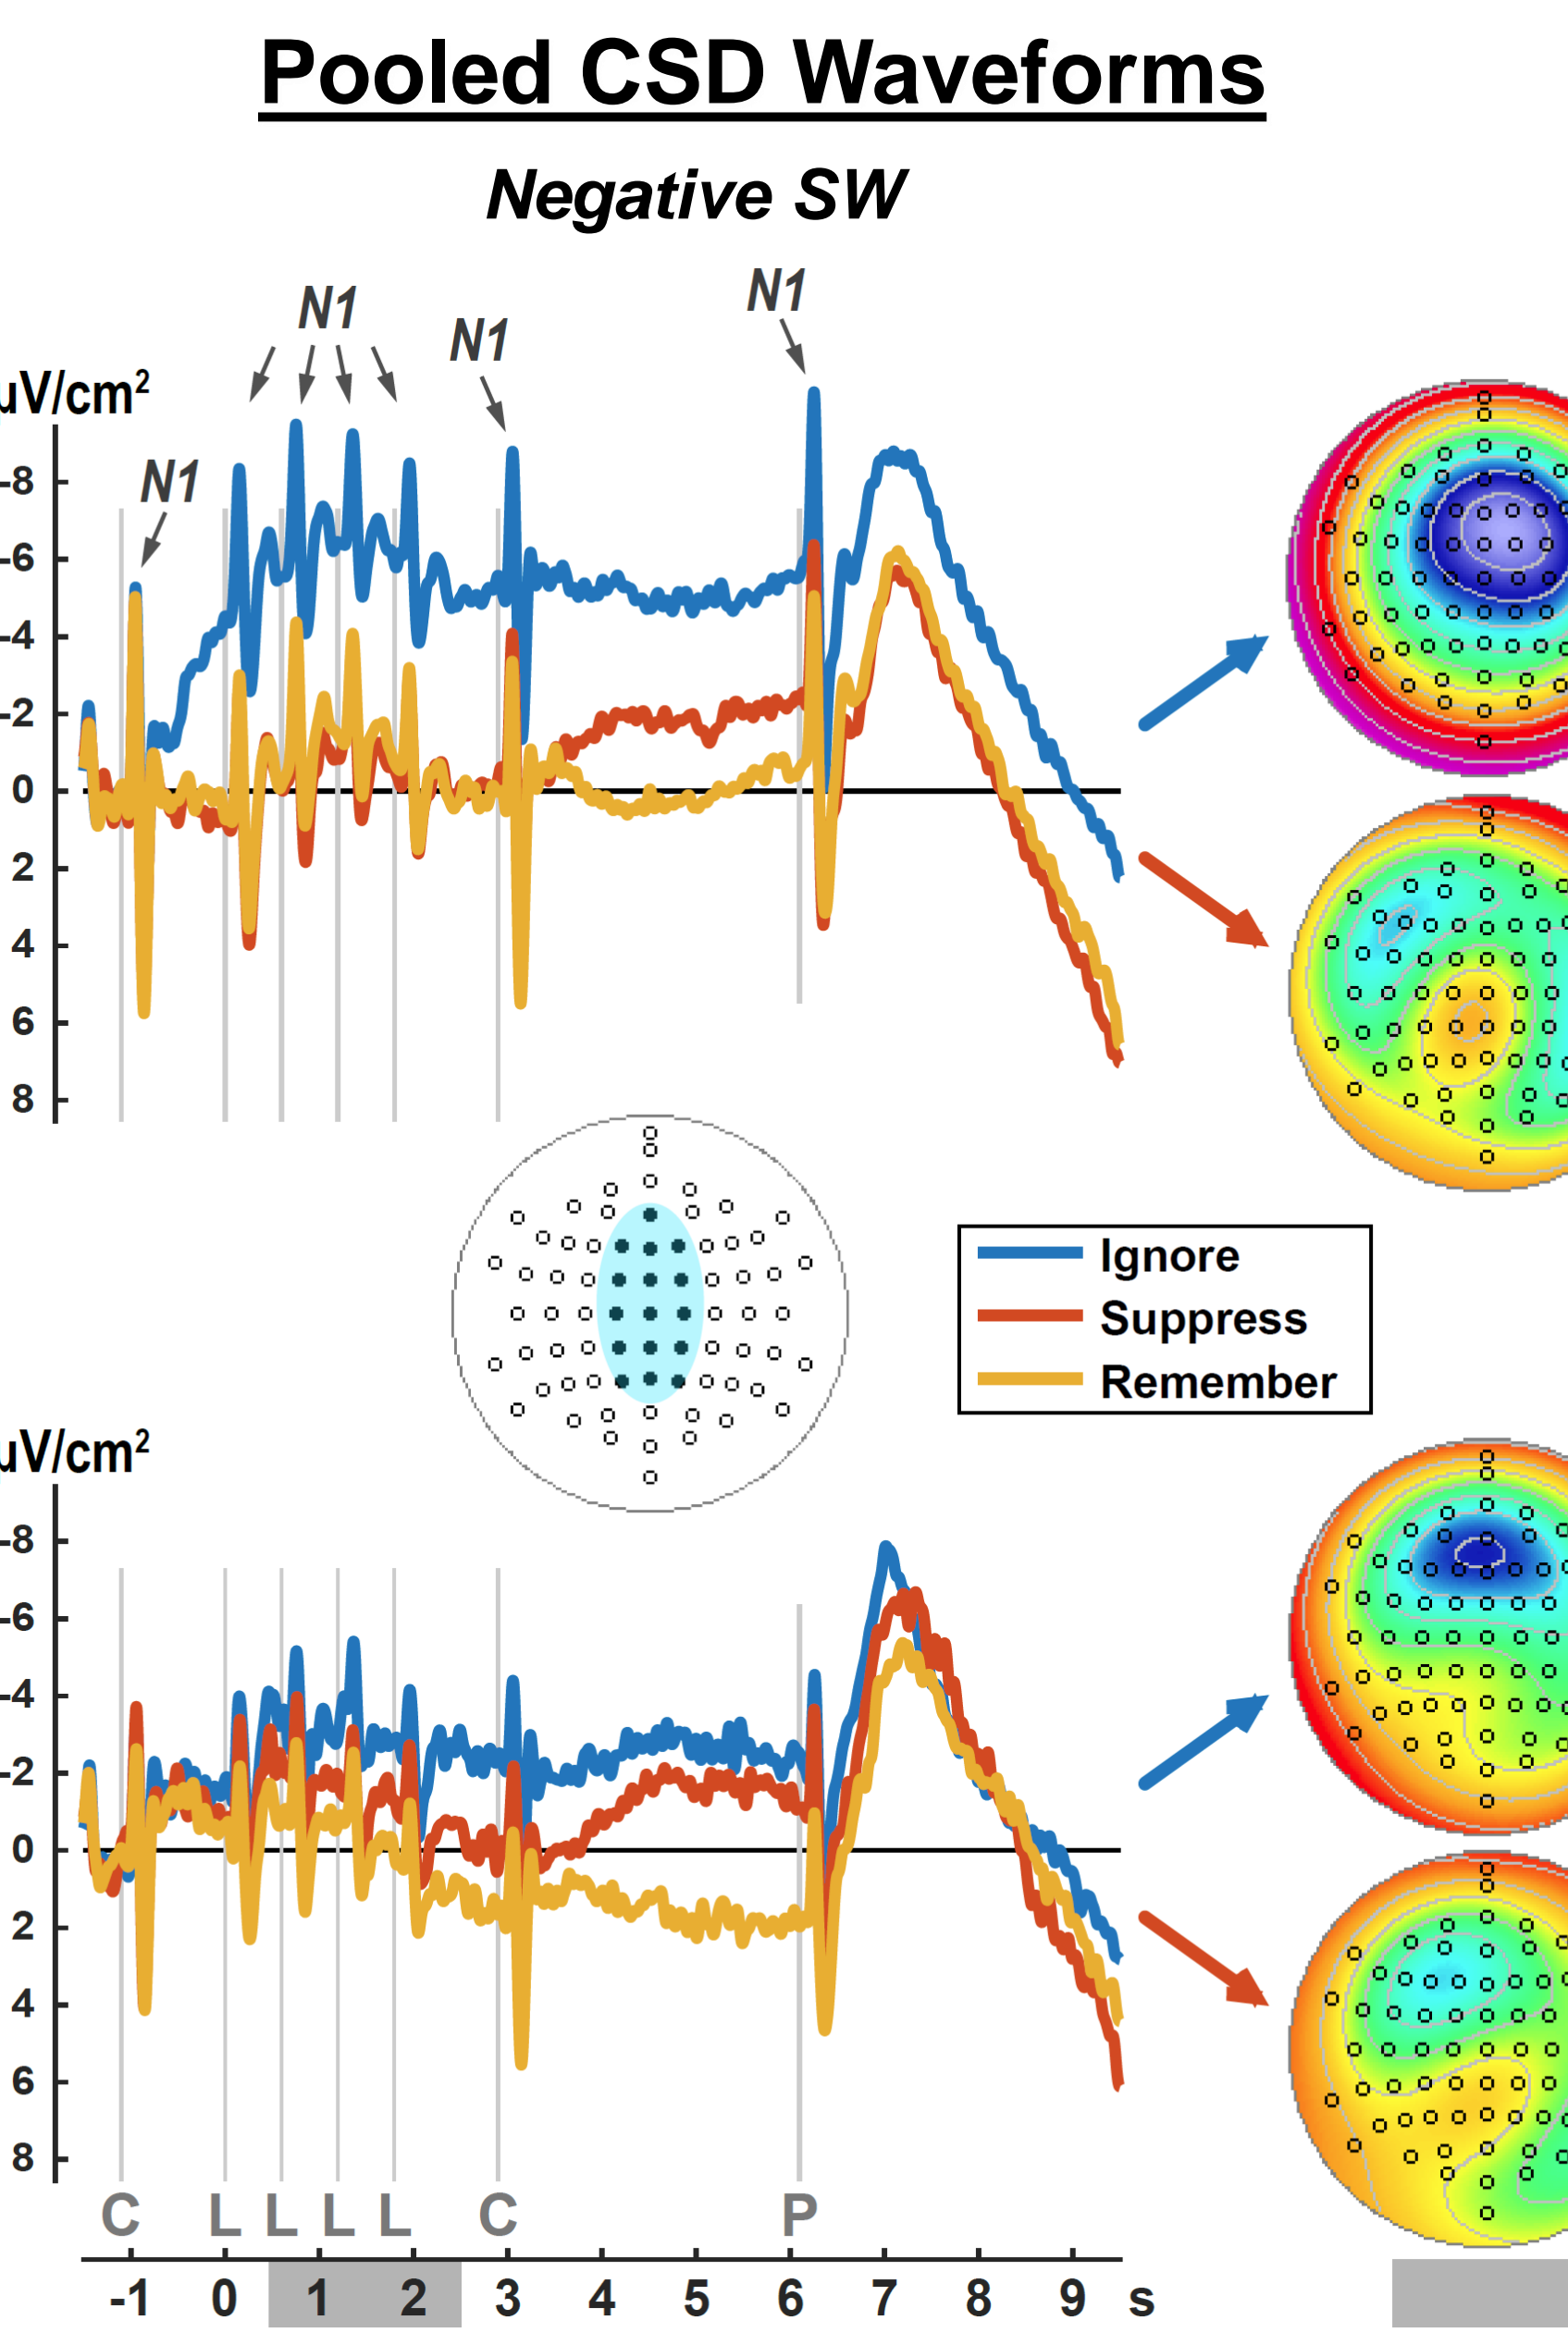 Pooled CSD Waveforms
Negative SW
N1
N1
N1
N1
µV/cm²
-8
-6
-4
-2
0
2
4
6
8
Ignore
Suppress
Remember
µV/cm²
-8
-6
-4
-2
0
2
4
6
8
C L L L L C P
-1 0 1 2 3 4 5 6 7 8 9 s